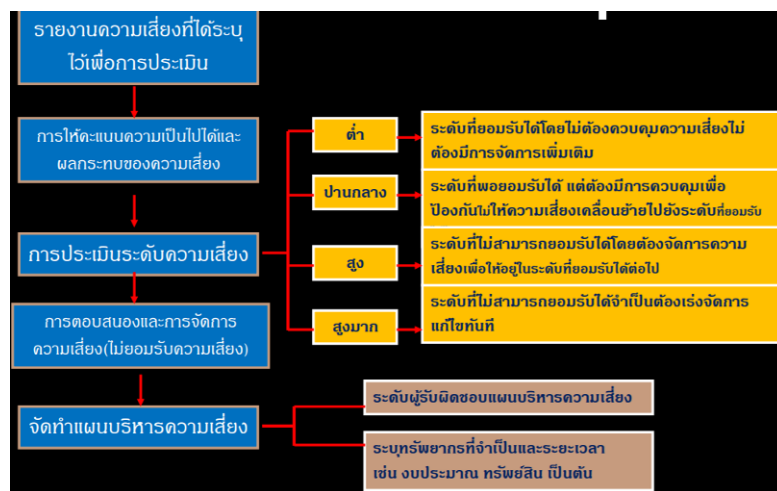 รายงานความเสี่ยงที่ได้ระบุ
ไว้เพื่อการประเมิน
การให้คะแนนความเป็นไปได้และ
ผลกระทบของความเสี่ยง
การประเมินระดับความเสี่ยง
ต่ำ
ระดับที่ยอมรับได้โดยไม่ต้องควบคุมความเสี่ยงไม่
ต้องมีการจัดการเพิ่มเติม
ปานกลาง
ระดับที่พอยอมรับได้ แต่ต้องมีการควบคุมเพื่อ
ป้องกันไม่ให้ความเสี่ยงเคลื่อนย้ายไปยังระดับที่ยอมรับ
สูง
ระดับที่ไม่สามารถยอมรับได้โดยต้องจัดการความ
เสี่ยงเพื่อให้อยู่ในระดับที่ยอมรับได้ต่อไป
สูงมาก
ระดับที่ไม่สามารถยอมรับได้จำเป็นต้องเร่งจัดการ
แก้ไขทันที
การตอบสนองและการจัดการ
ความเสี่ยง(ไม่ยอมรับความเสี่ยง)
จัดทำแผนบริหารความเสี่ยง
ระดับผู้รับผิดชอบแผนบริหารความเสี่ยง
ระบุทรัพยากรที่จำเป็นและระยะเวลา
เช่น งบประมาณ ทรัพย์สิน เป็นต้น